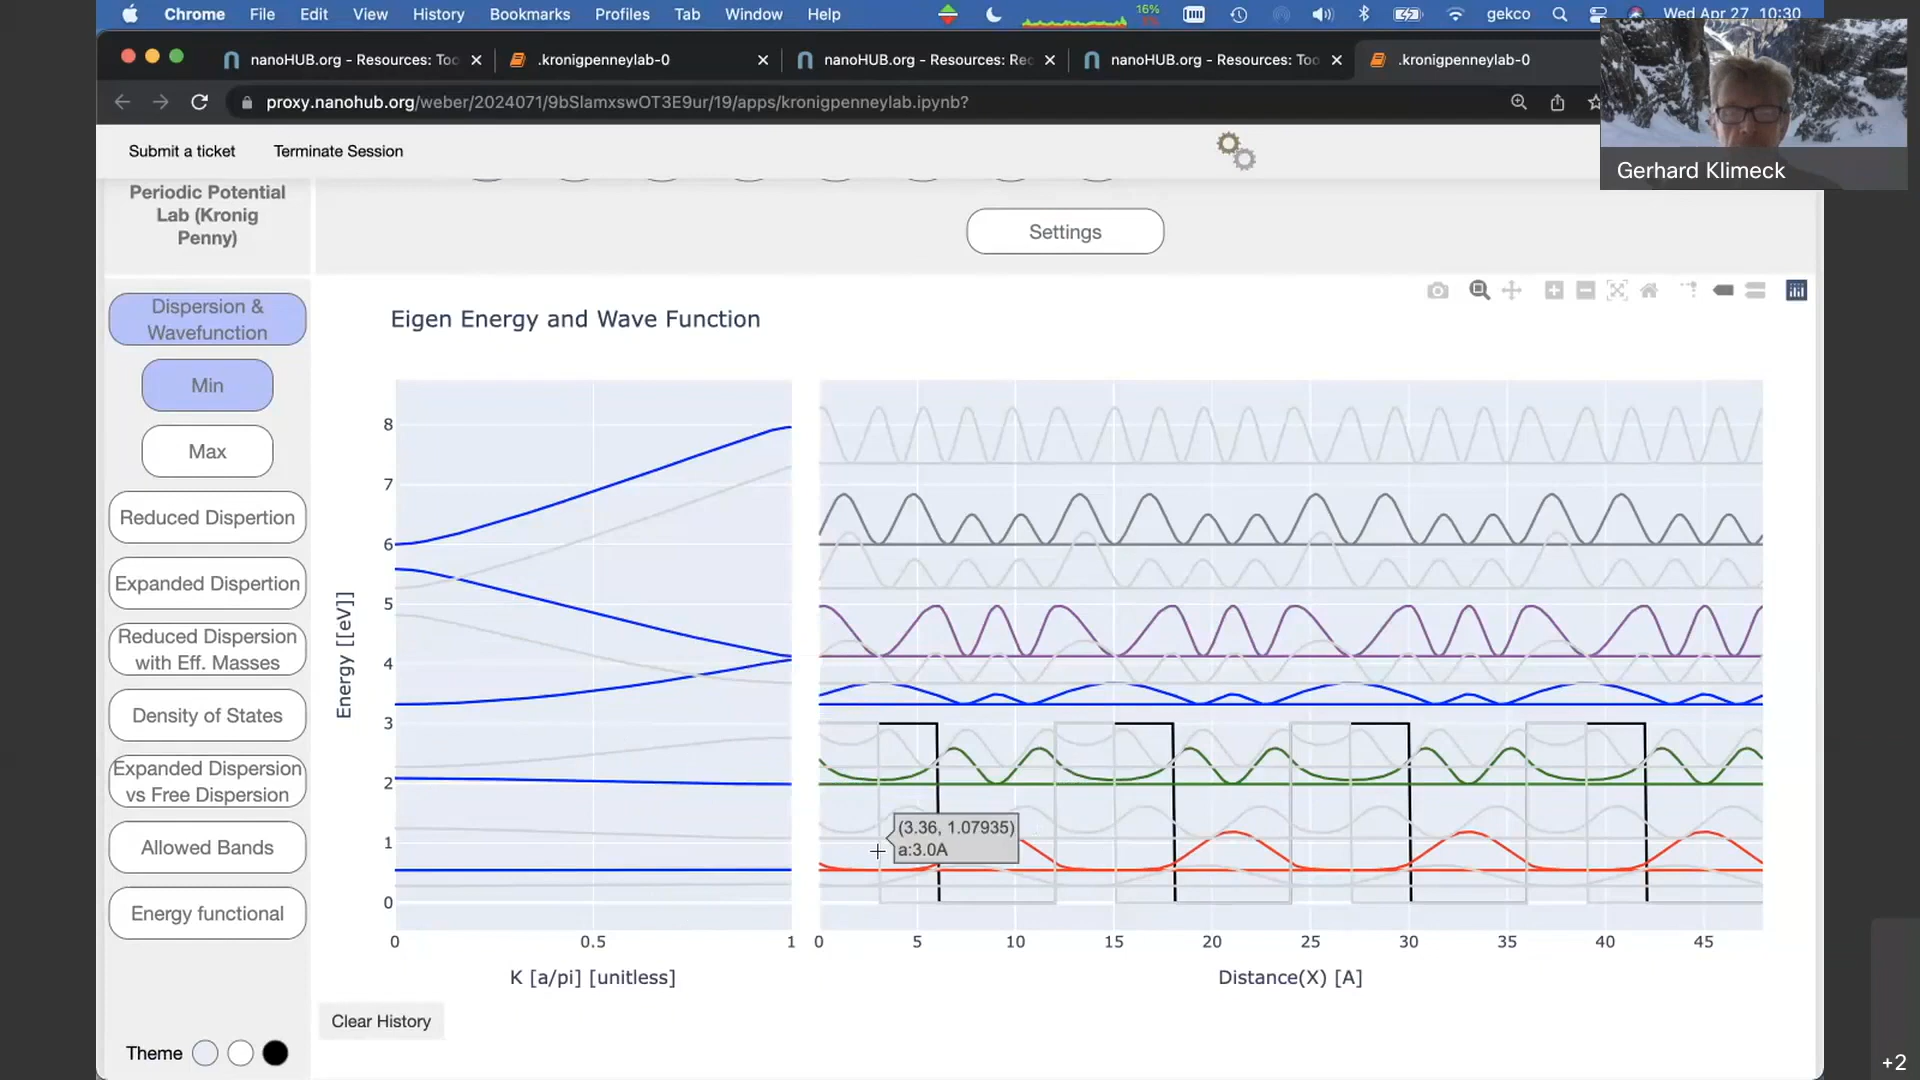 Chrome File Edit View History Bookmarks Profiles Tab Window Help 16% gekco Wed Apr 27, 10:30
nanoHUB.org - Resources: Too .kronigpenneylab-0 nanoHUB.org - Resources: Rec nanoHUB.org - Resources: Too .kronigpenneylab-0
proxy.nanohub.org/weber/2024071/9bSlamxswOT3E9ur/19/apps/kronigpenneylab.ipynb?
Submit a ticket Terminate Session
Gerhard Klimeck
Periodic Potential
Lab (Kronig
Penny)
Settings
Dispersion &
Wavefunction
Min
Max
Reduced Dispertion
Expanded Dispertion
Reduced Dispersion
with Eff. Masses
Density of States
Expanded Dispersion
vs Free Dispersion
Allowed Bands
Energy functional
Theme
Eigen Energy and Wave Function
8
7
6
5
4
3
2
1
0
Energy [[eV]]
0 0.5 1
K [a/pi] [unitless]
(3.36, 1.07935)
a:3.0A
0 5 10 15 20 25 30 35 40 45
Distance(X) [A]
Clear History
+2